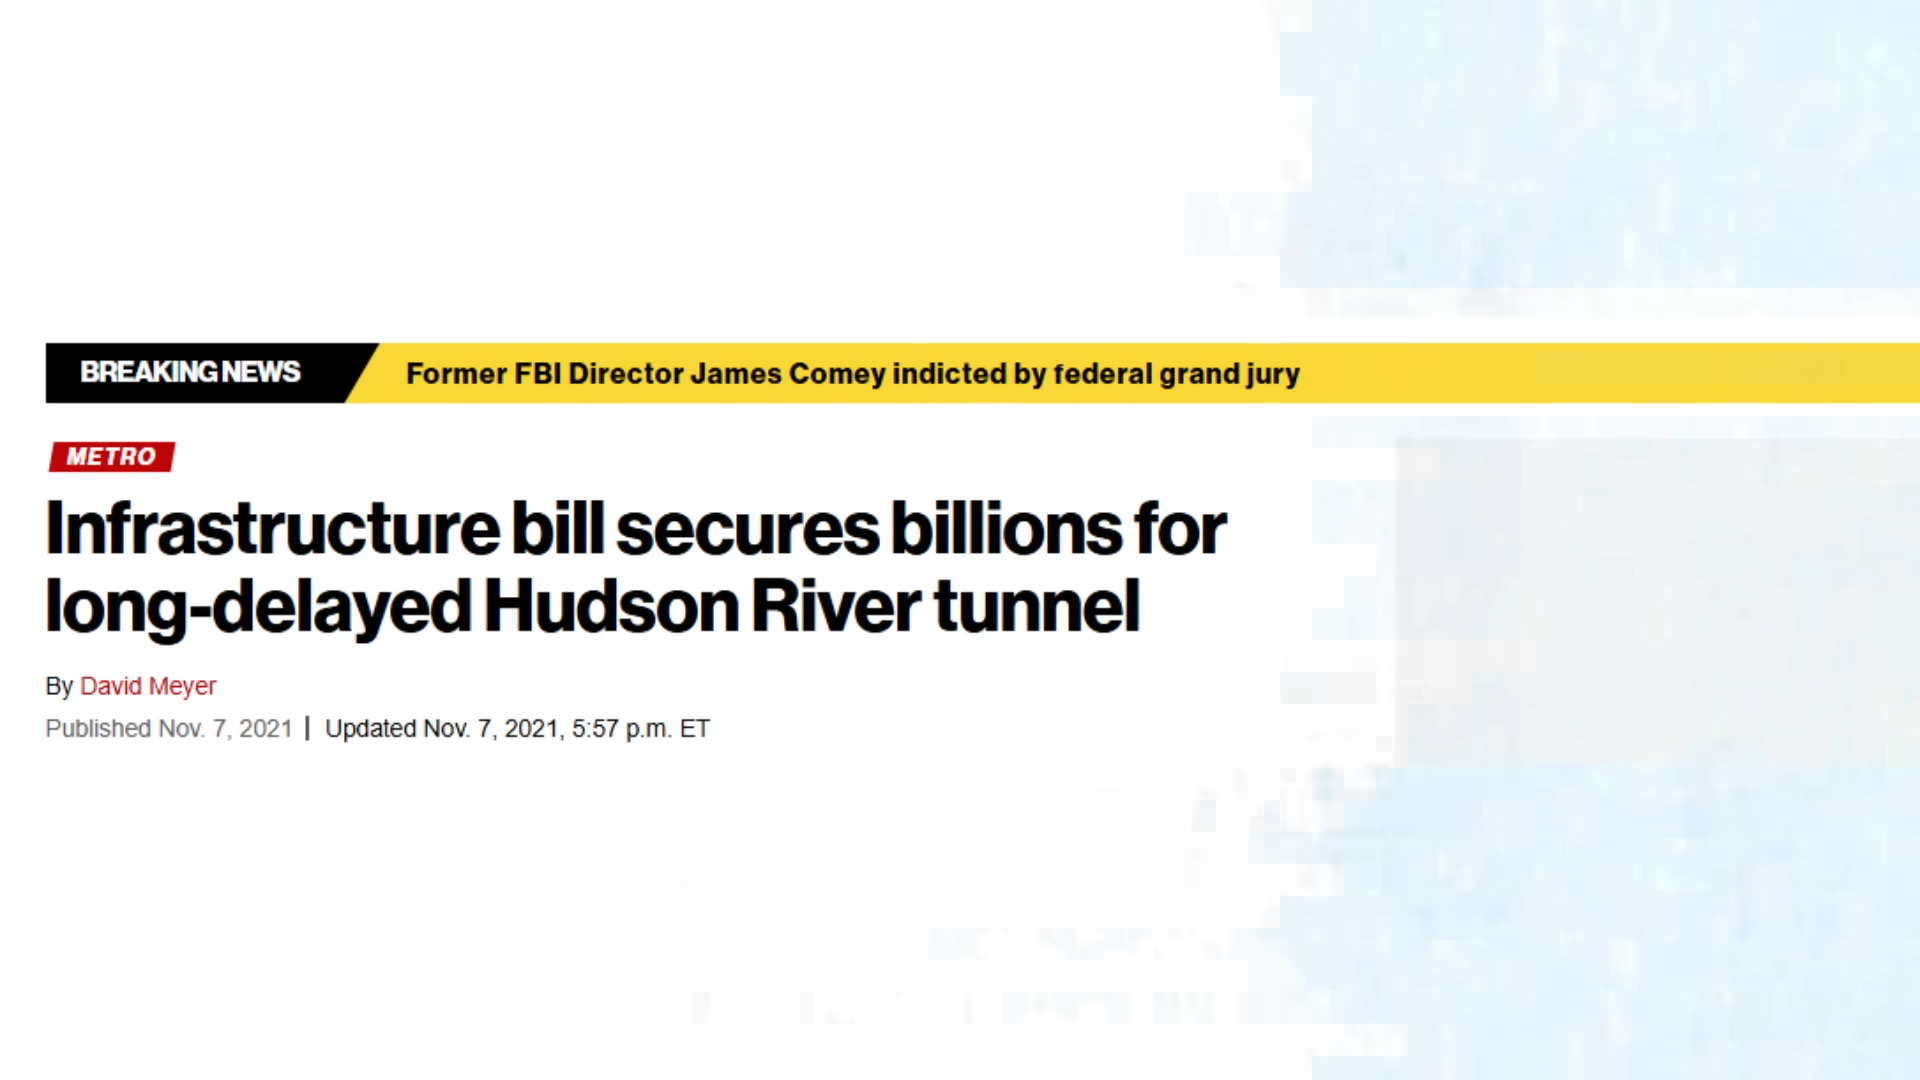 BREAKING NEWS Former FBI Director James Comey indicted by federal grand jury
METRO
Infrastructure bill secures billions for
long-delayed Hudson River tunnel
By David Meyer
Published Nov. 7, 2021 | Updated Nov. 7, 2021, 5:57 p.m. ET